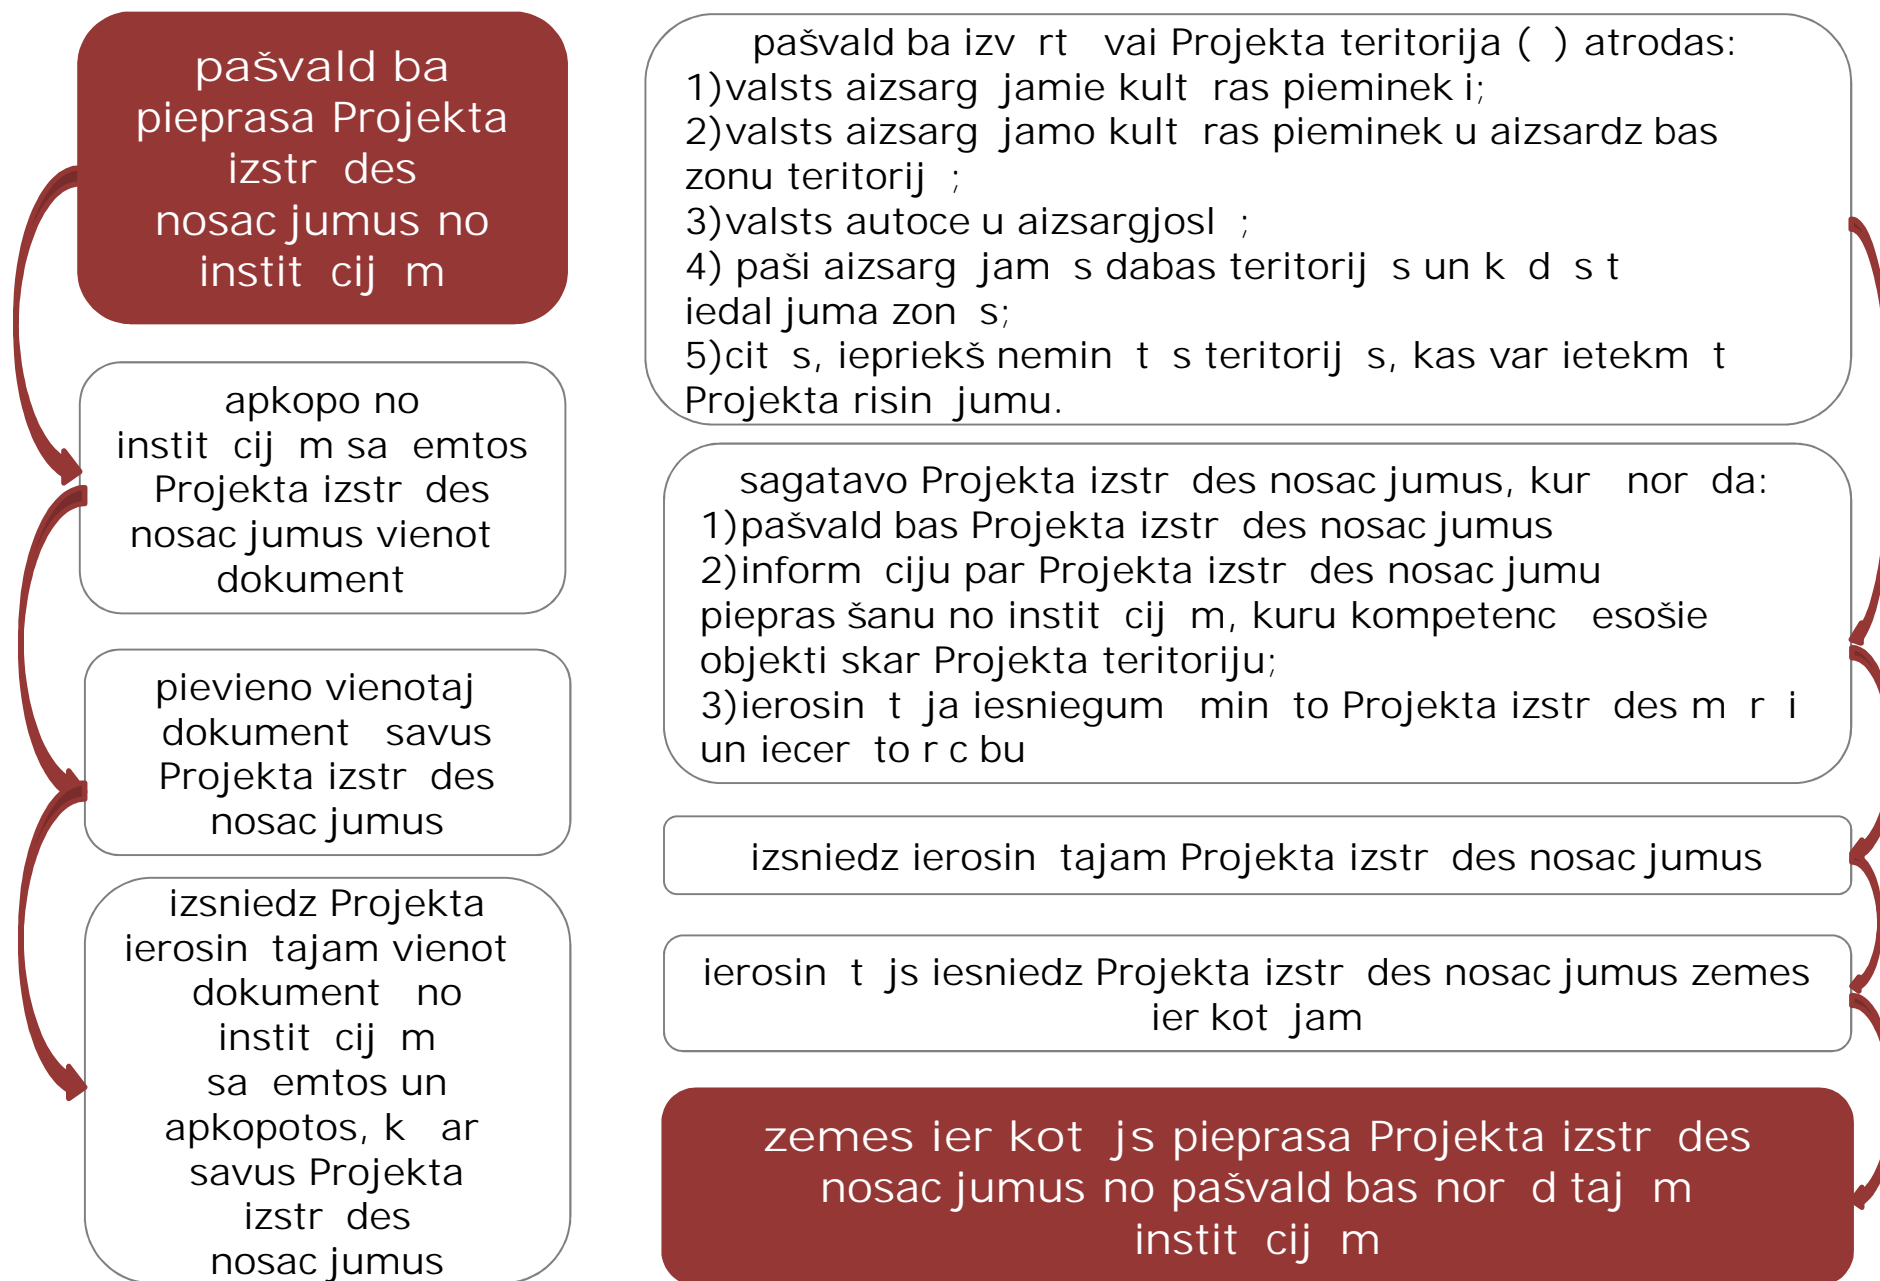 pašvald ba
pieprasa Projekta
izstr des
nosac jumus no
instit cij m
apkopo no
instit cij m sa emtos
Projekta izstr des
nosac jumus vienot
dokument
pievieno vienotaj
dokument savus
Projekta izstr des
nosac jumus
izsniedz Projekta
ierosin tajam vienot
dokument no
instit cij m
sa emtos un
apkopotos, k ar
savus Projekta
izstr des
nosac jumus
pašvald ba izv rt vai Projekta teritorija ( ) atrodas:
1)valsts aizsarg jamie kult ras pieminek i;
2)valsts aizsarg jamo kult ras pieminek u aizsardz bas
zonu teritorij ;
3)valsts autoce u aizsargjosl ;
4) paši aizsarg jam s dabas teritorij s un k d s t
iedal juma zon s;
5)cit s, iepriekš nemin t s teritorij s, kas var ietekm t
Projekta risin jumu.
sagatavo Projekta izstr des nosac jumus, kur nor da:
1)pašvald bas Projekta izstr des nosac jumus
2)inform ciju par Projekta izstr des nosac jumu
piepras šanu no instit cij m, kuru kompetenc esošie
objekti skar Projekta teritoriju;
3)ierosin t ja iesniegum min to Projekta izstr des m r i
un iecer to r c bu
izsniedz ierosin tajam Projekta izstr des nosac jumus
ierosin t js iesniedz Projekta izstr des nosac jumus zemes
ier kot jam
zemes ier kot js pieprasa Projekta izstr des
nosac jumus no pašvald bas nor d taj m
instit cij m